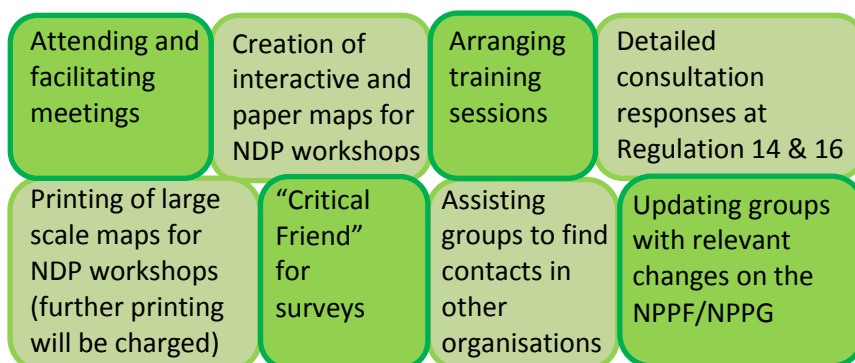 Attending and
facilitating
meetings
Creation of
interactive and
paper maps for
NDP workshops
Arranging
training
sessions
Detailed
consultation
responses at
Regulation 14 & 16
Printing of large
scale maps for
NDP workshops
(further printing
will be charged)
“Critical
Friend”
for
surveys
Assisting
groups to find
contacts in
other
organisations
Updating groups
with relevant
changes on the
NPPF/NPPG